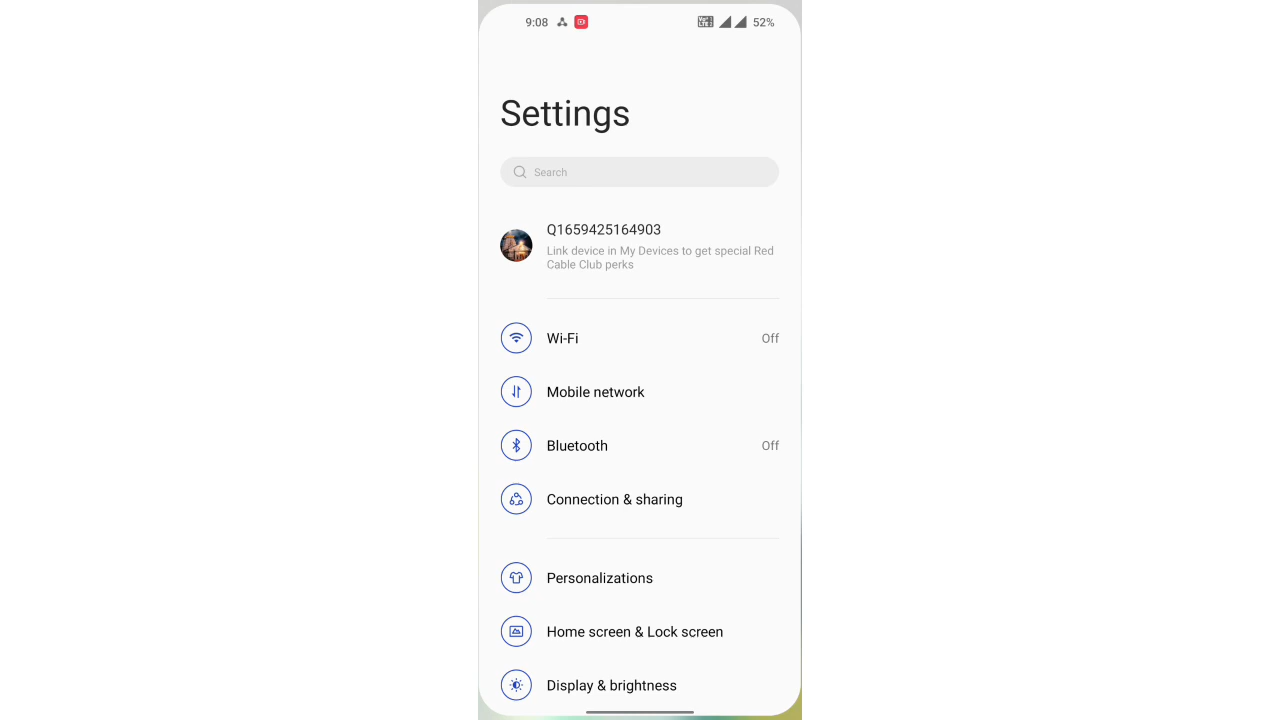 9:08 52%
Settings
Search
Q1659425164903
Link device in My Devices to get special Red
Cable Club perks
Wi-Fi Off
Mobile network
Bluetooth Off
Connection & sharing
Personalizations
Home screen & Lock screen
Display & brightness